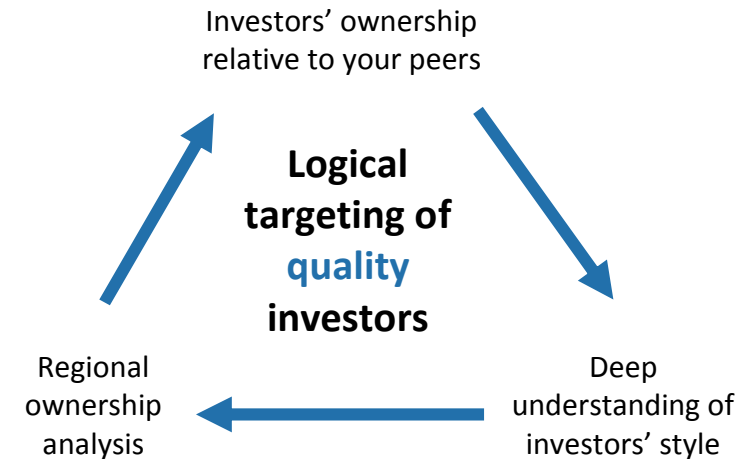 Investors’ ownership
relative to your peers
Logical
targeting of
quality
investors
Regional
ownership
analysis
Deep
understanding of
investors’ style